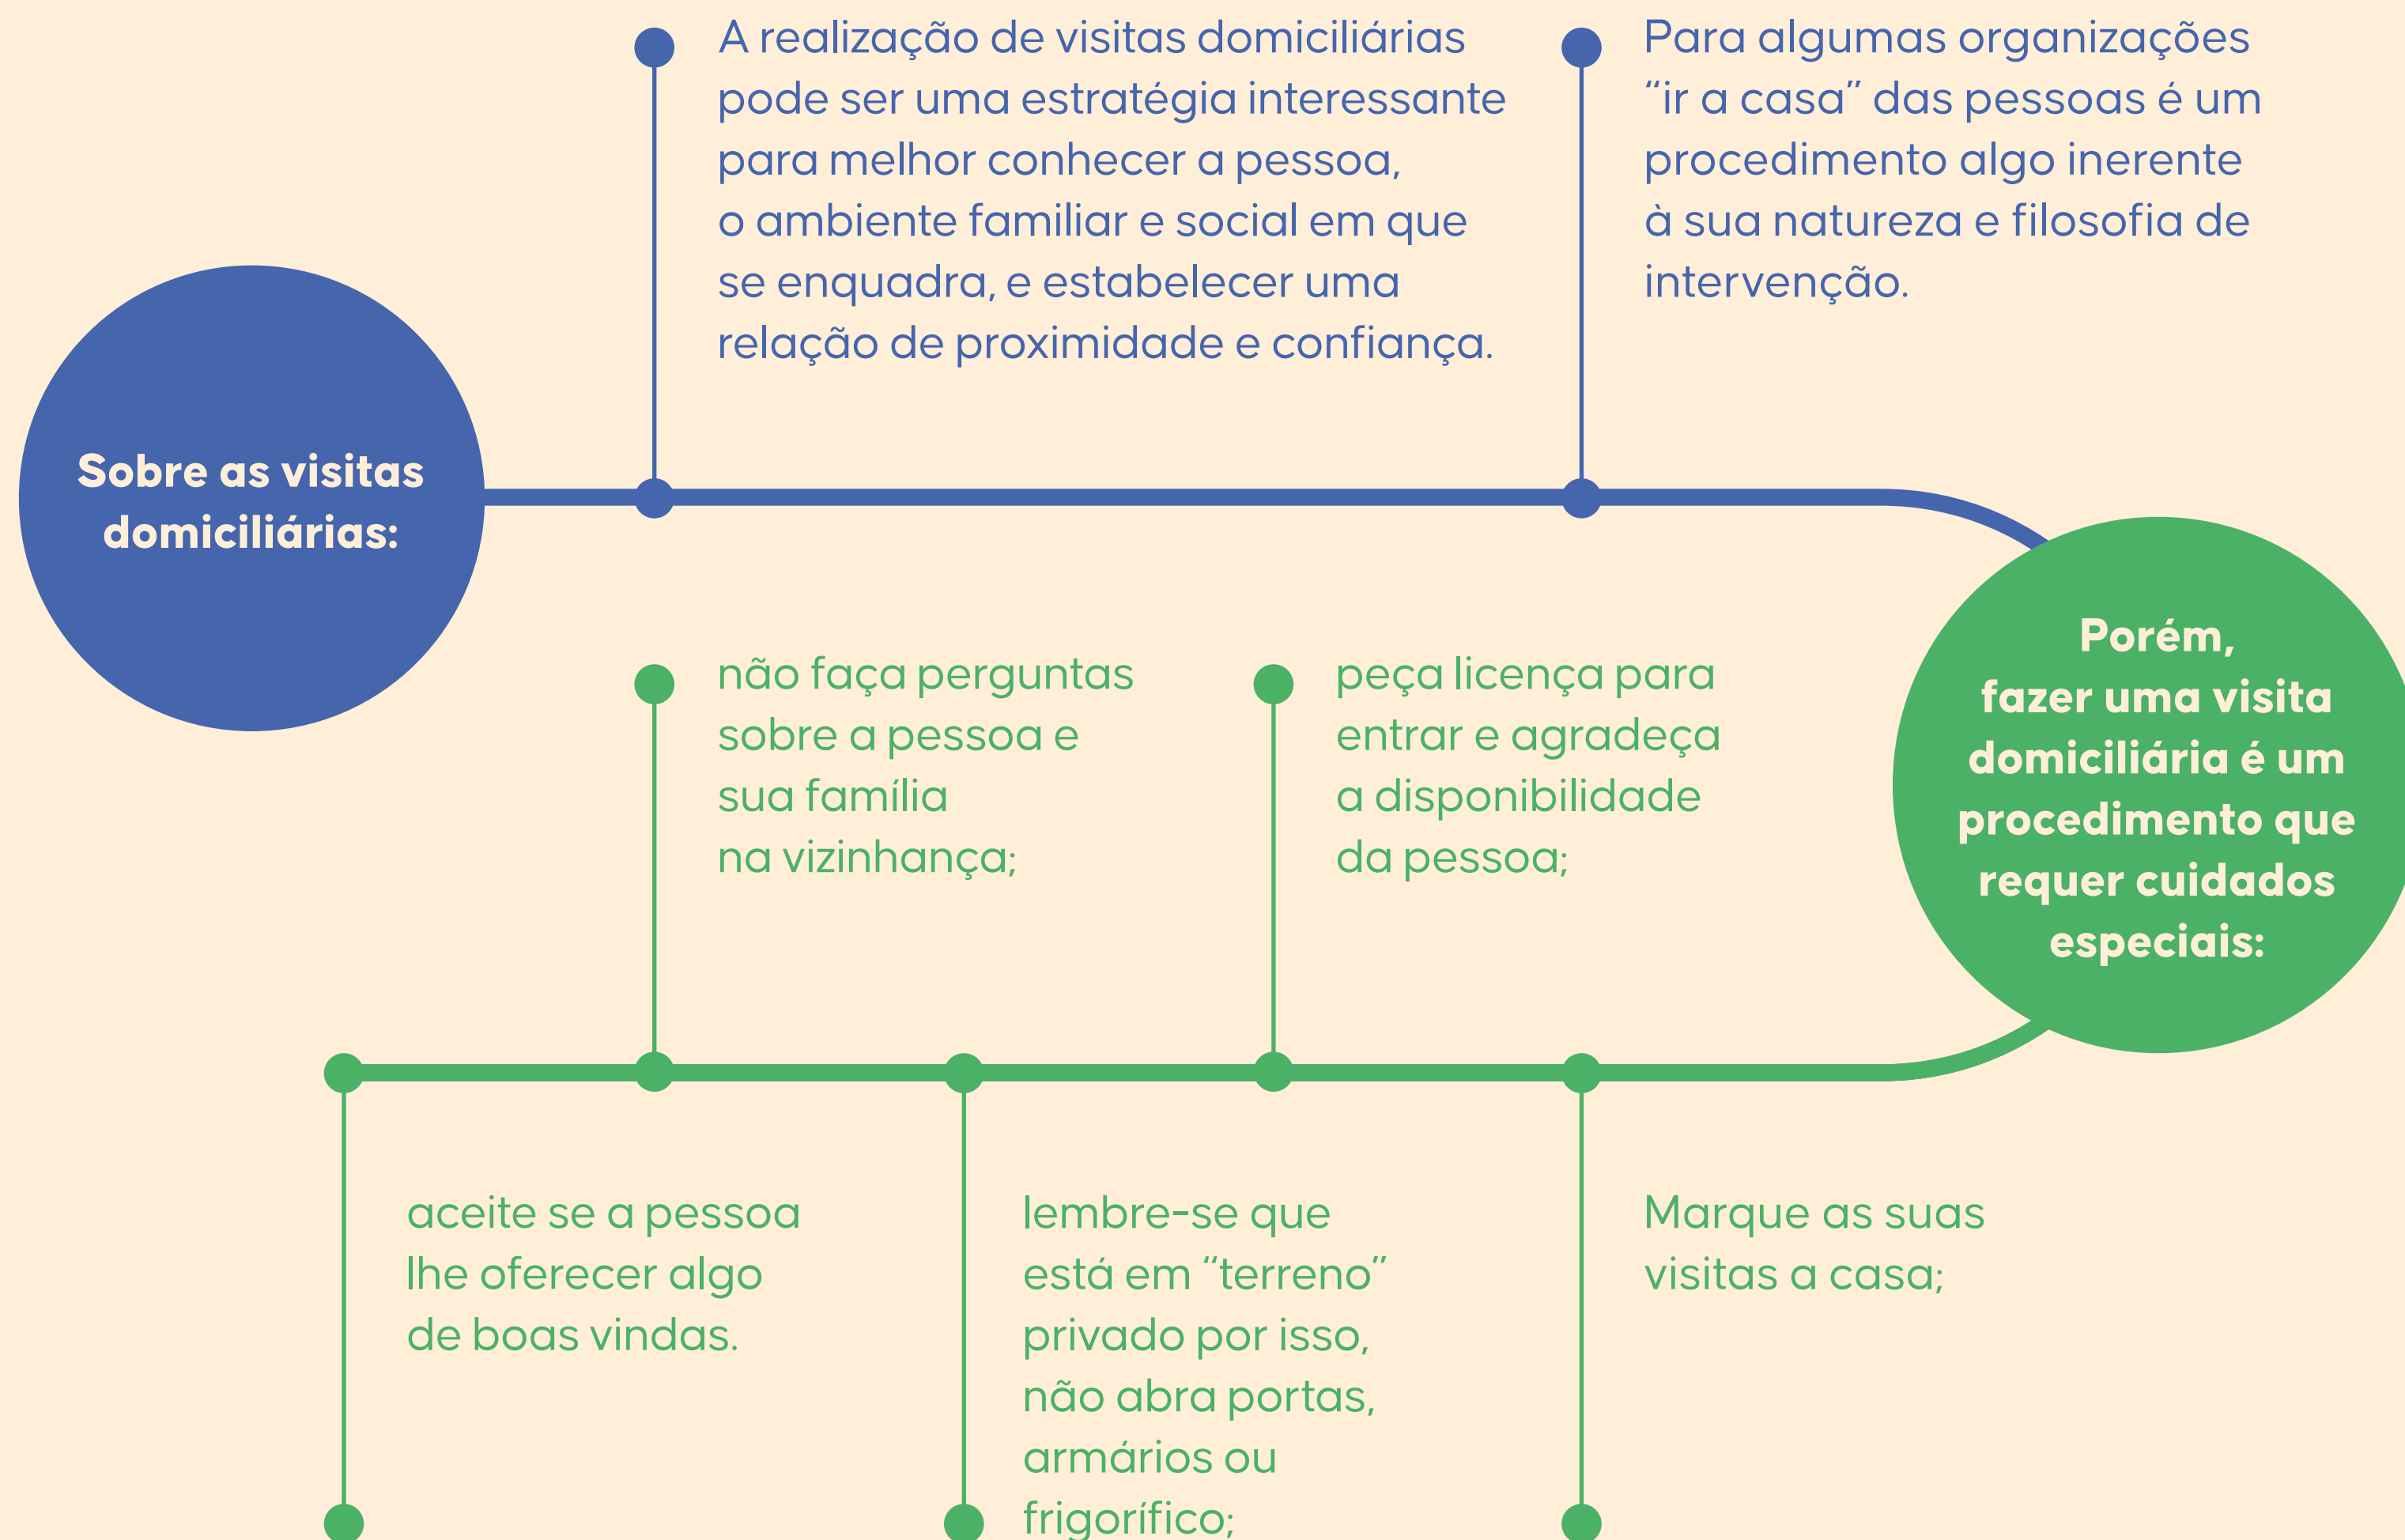 Sobre as visitas
domiciliárias:
A realização de visitas domiciliárias
pode ser uma estratégia interessante
para melhor conhecer a pessoa,
o ambiente familiar e social em que
se enquadra, e estabelecer uma
relação de proximidade e confiança.
Para algumas organizações
“ir a casa” das pessoas é um
procedimento algo inerente
à sua natureza e filosofia de
intervenção.
Porém,
fazer uma visita
domiciliária é um
procedimento que
requer cuidados
especiais:
Marque as suas
visitas a casa;
peça licença para
entrar e agradeça
a disponibilidade
da pessoa;
lembre-se que
está em “terreno”
privado por isso,
não abra portas,
armários ou
frigorífico;
não faça perguntas
sobre a pessoa e
sua família
na vizinhança;
aceite se a pessoa
lhe oferecer algo
de boas vindas.